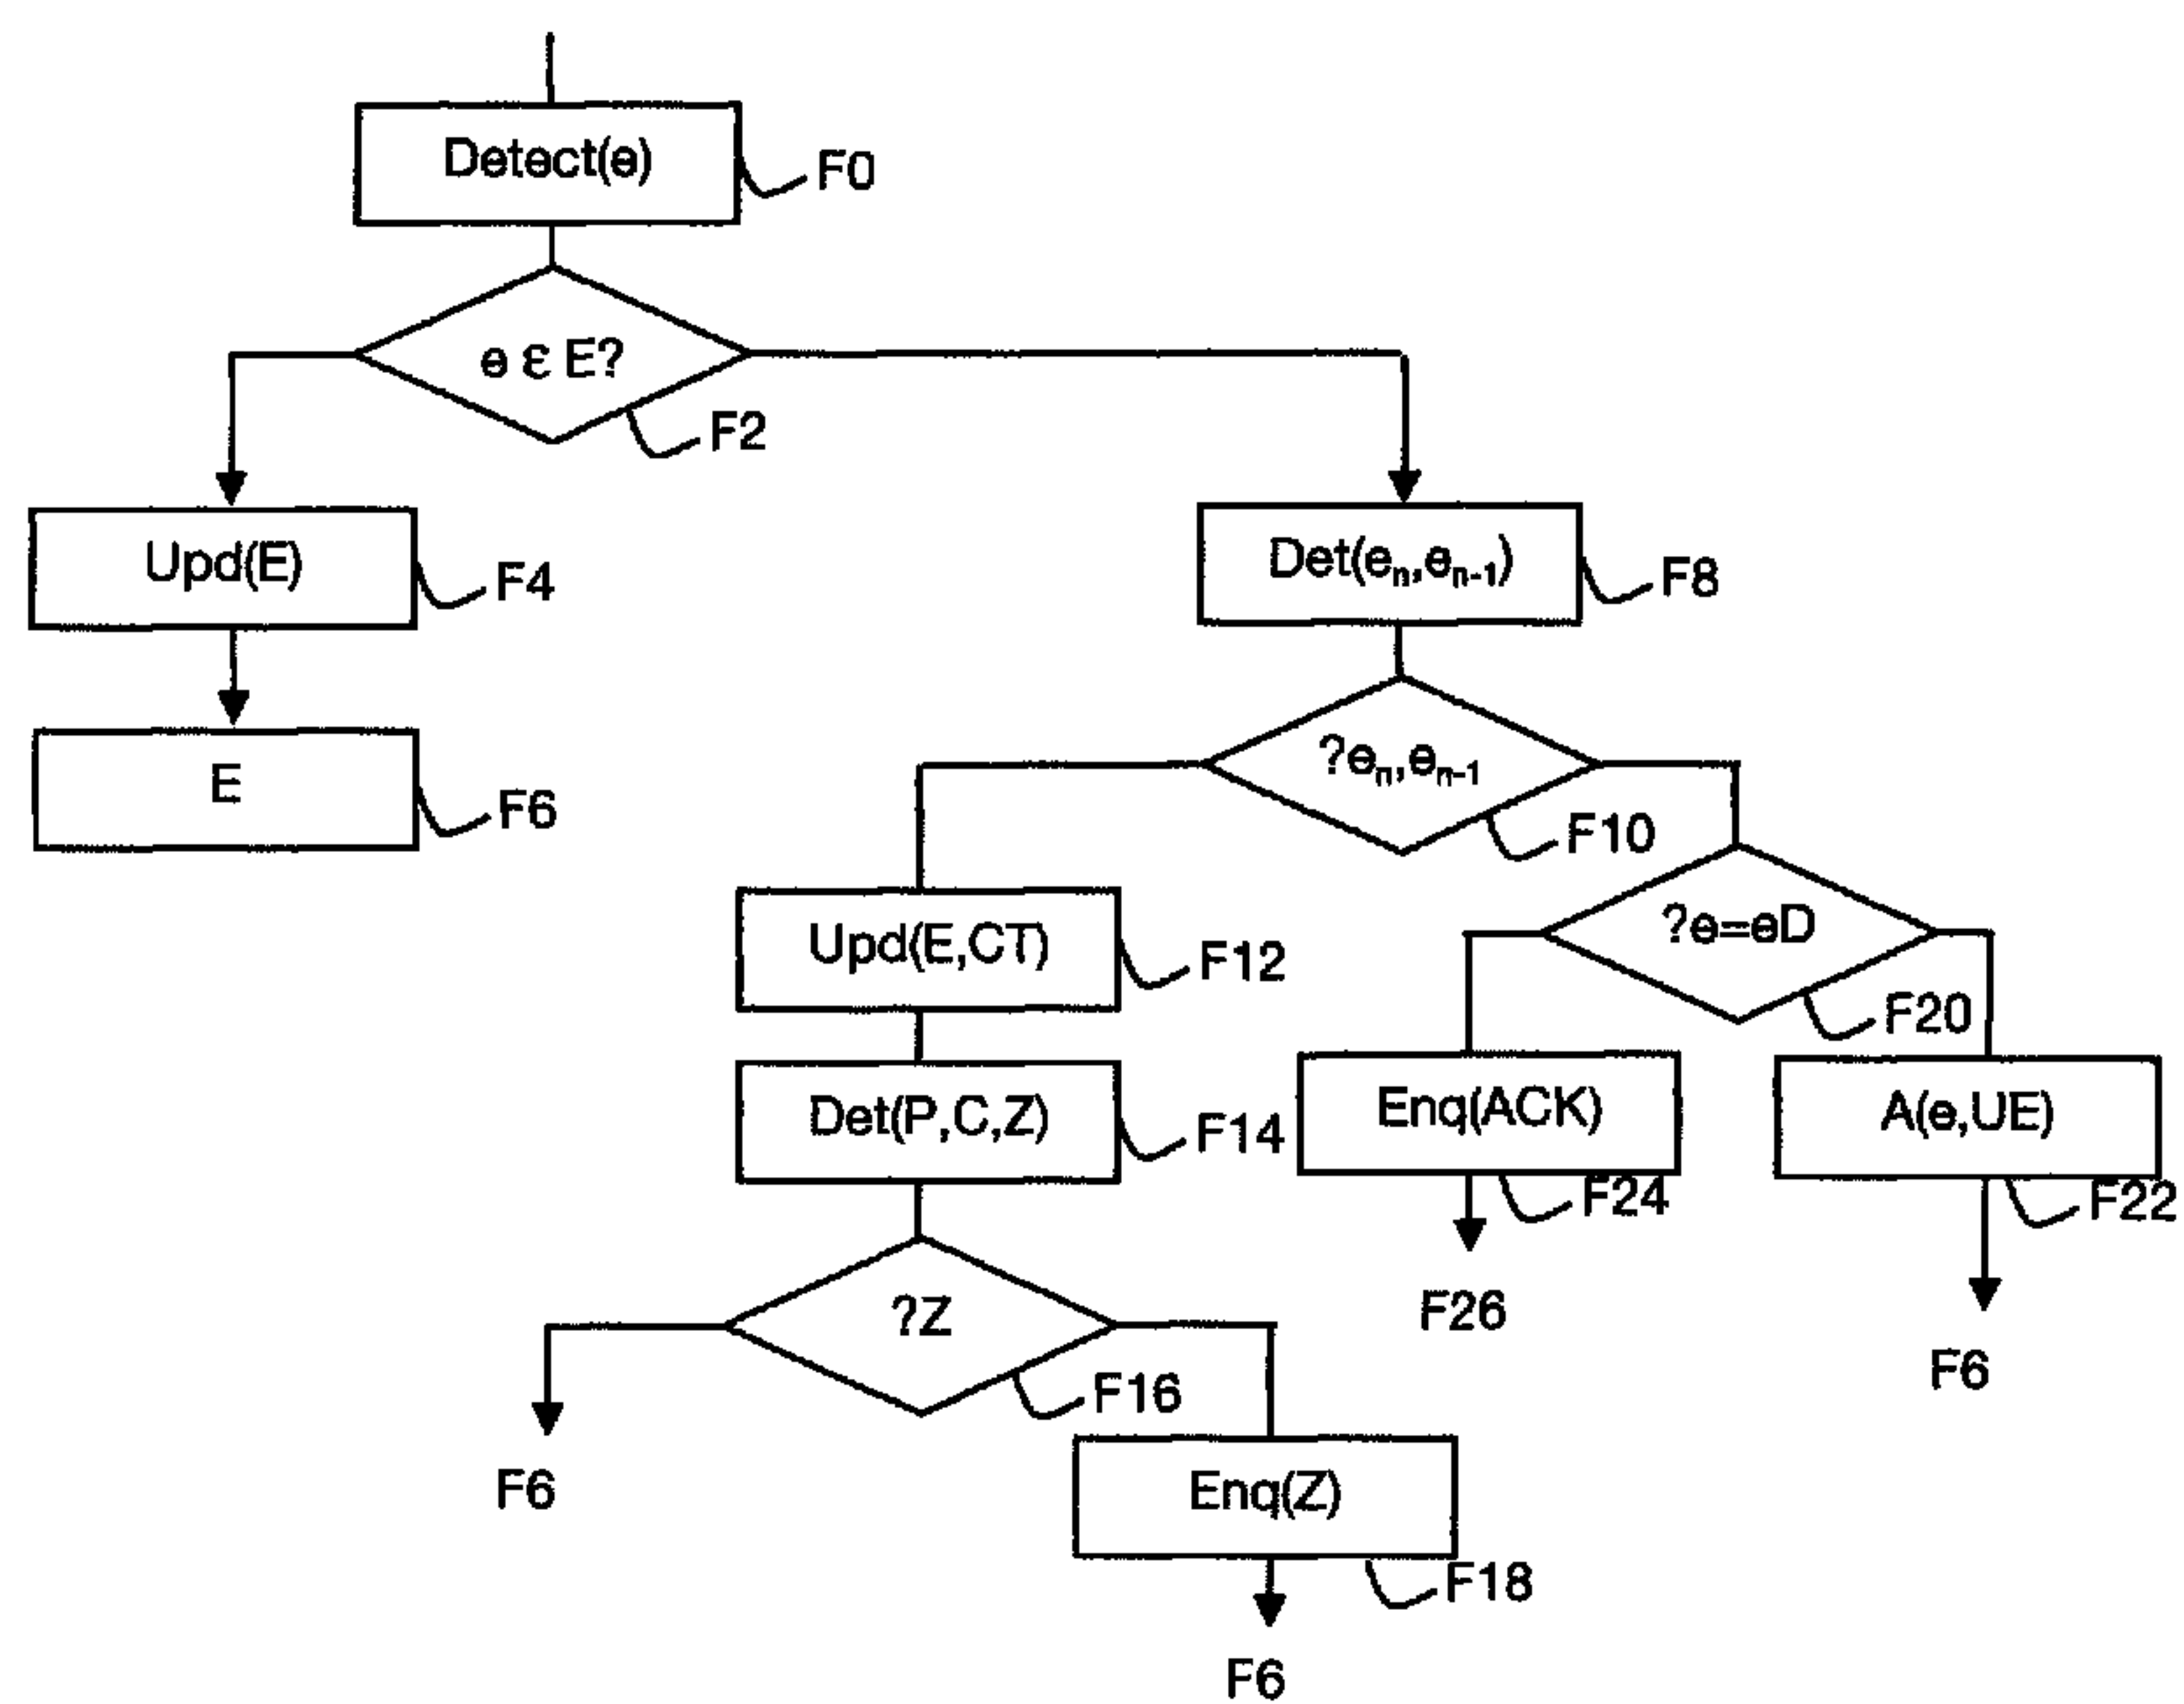 Detect(e)
F0
e ε E?
F2
Upd(E)
F4
Det(eₙ,eₙ₋₁)
F8
E
F6
?eₙ,eₙ₋₁
F10
Upd(E,CT)
F12
?e=eD
F20
Det(P,C,Z)
F14
Enq(ACK)
F24
A(e,UE)
F22
?Z
F16
F26
F6
F6
Enq(Z)
F18
F6